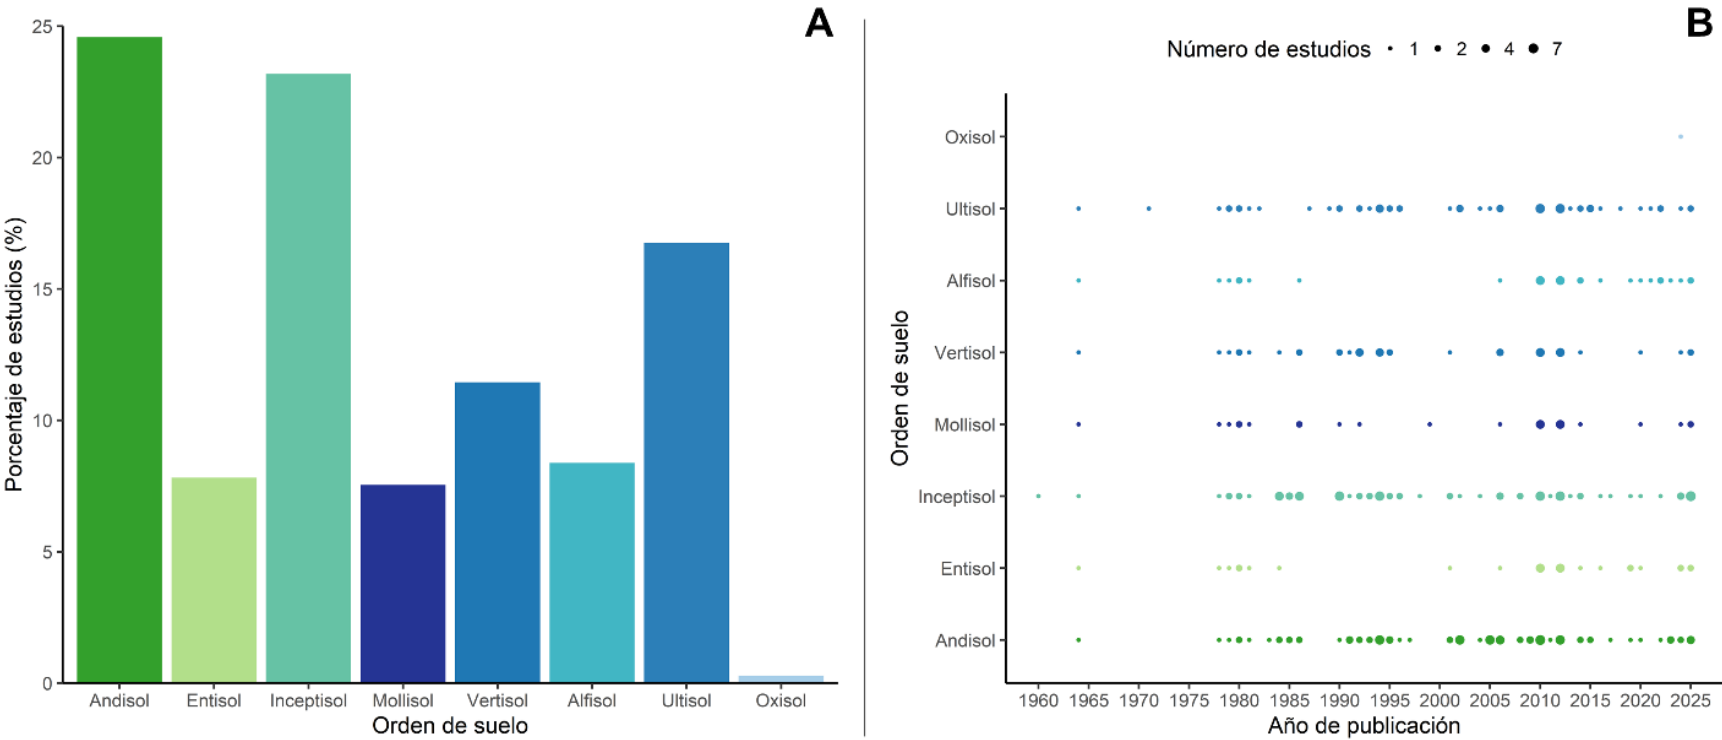 A
25
20
15
10
5
0
Porcentaje de estudios (%)
Andisol Entisol Inceptisol Mollisol Vertisol Alfisol Ultisol Oxisol
Orden de suelo
B
Número de estudios 1 2 4 7
Oxisol
Ultisol
Alfisol
Vertisol
Mollisol
Inceptisol
Entisol
Andisol
Orden de suelo
1960 1965 1970 1975 1980 1985 1990 1995 2000 2005 2010 2015 2020 2025
Año de publicación